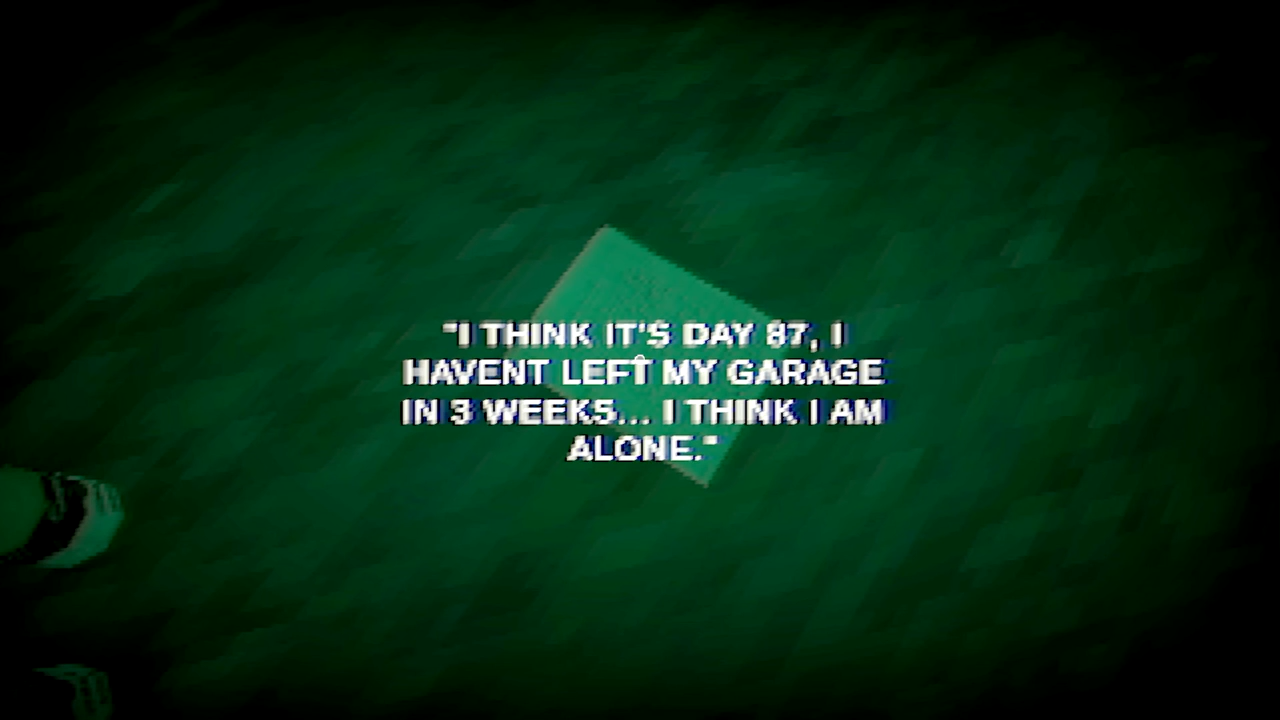 "I THINK IT'S DAY 87, I
HAVENT LEFT MY GARAGE
IN 3 WEEKS... I THINK I AM
ALONE."